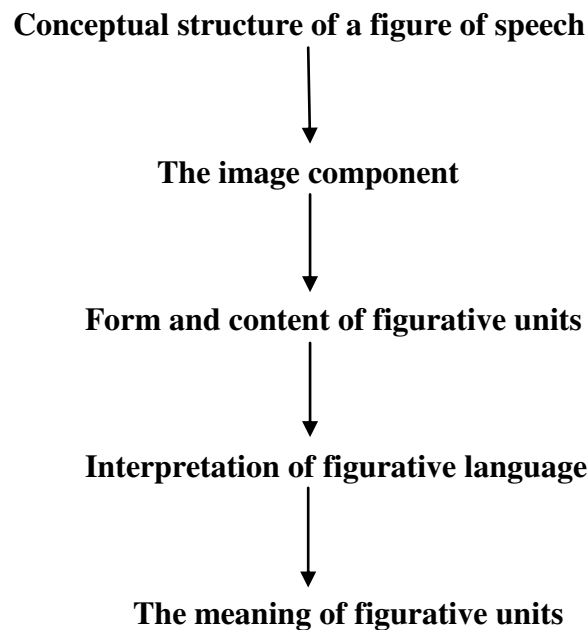 Conceptual structure of a figure of speech
The image component
Form and content of figurative units
Interpretation of figurative language
The meaning of figurative units